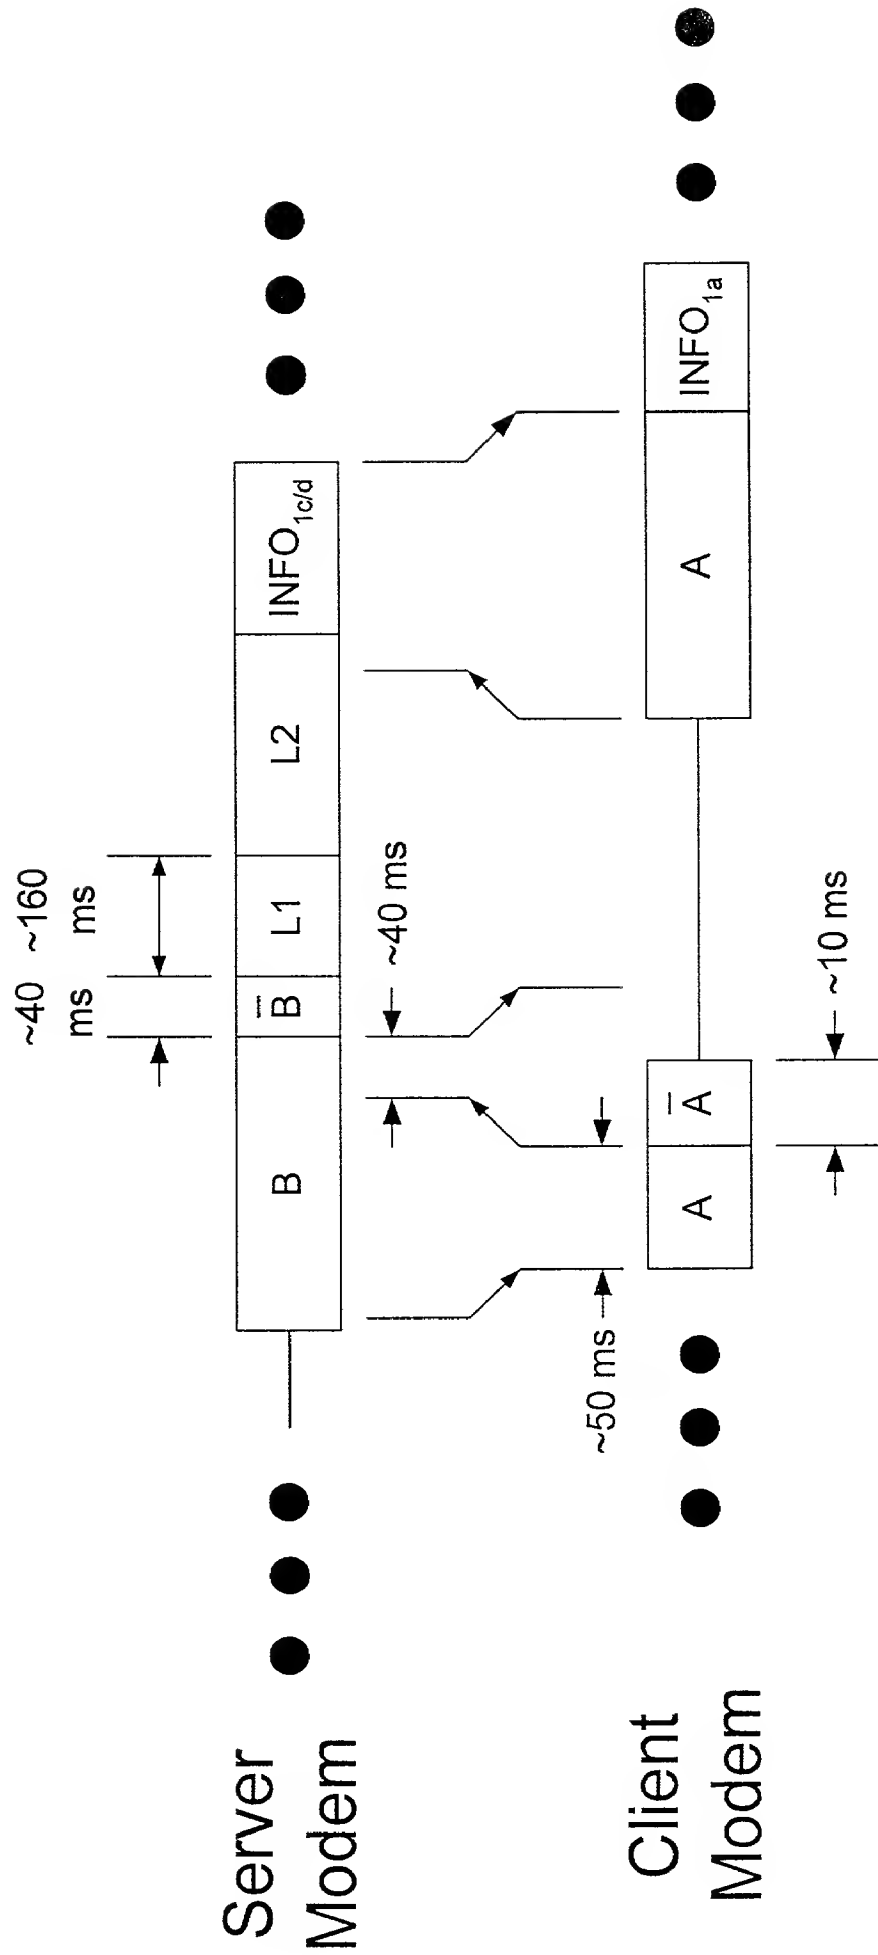 ~40 ~160
ms ms
Server
Modem
B B̅ L1 L2 INFO1c/d
~40 ms
~50 ms
Client
Modem
A A̅ A INFO1a
~10 ms